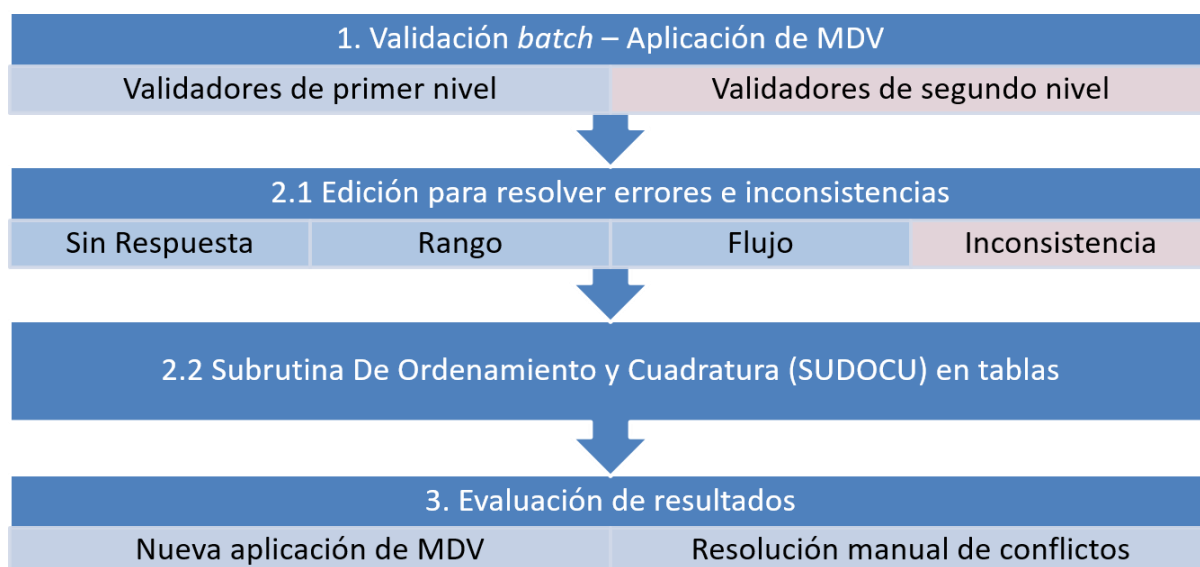 1. Validación batch – Aplicación de MDV
Validadores de primer nivel
Validadores de segundo nivel
2.1 Edición para resolver errores e inconsistencias
Sin Respuesta
Rango
Flujo
Inconsistencia
2.2 Subrutina De Ordenamiento y Cuadratura (SUDOCU) en tablas
3. Evaluación de resultados
Nueva aplicación de MDV
Resolución manual de conflictos